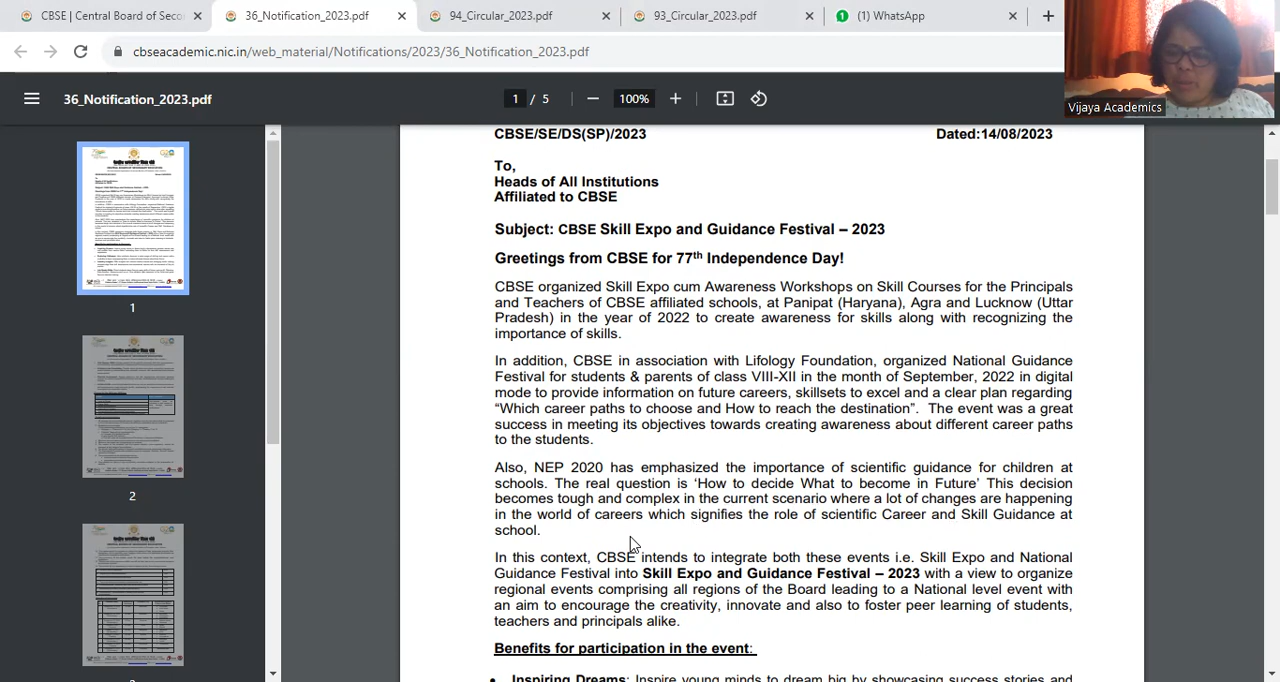 CBSE | Central Board of Seco
36_Notification_2023.pdf
94_Circular_2023.pdf
93_Circular_2023.pdf
1 (1) WhatsApp
cbseacademic.nic.in/web_material/Notifications/2023/36_Notification_2023.pdf
36_Notification_2023.pdf
1 / 5
100%
Vijaya Academics
1
2
CBSE/SE/DS(SP)/2023 Dated:14/08/2023
To,
Heads of All Institutions
Affiliated to CBSE
Subject: CBSE Skill Expo and Guidance Festival – 2023
Greetings from CBSE for 77th Independence Day!
CBSE organized Skill Expo cum Awareness Workshops on Skill Courses for the Principals
and Teachers of CBSE affiliated schools, at Panipat (Haryana), Agra and Lucknow (Uttar
Pradesh) in the year of 2022 to create awareness for skills along with recognizing the
importance of skills.
In addition, CBSE in association with Lifology Foundation, organized National Guidance
Festival for students & parents of class VIII-XII in the month of September, 2022 in digital
mode to provide information on future careers, skillsets to excel and a clear plan regarding
“Which career paths to choose and How to reach the destination”. The event was a great
success in meeting its objectives towards creating awareness about different career paths
to the students.
Also, NEP 2020 has emphasized the importance of scientific guidance for children at
schools. The real question is ‘How to decide What to become in Future’ This decision
becomes tough and complex in the current scenario where a lot of changes are happening
in the world of careers which signifies the role of scientific Career and Skill Guidance at
school.
In this context, CBSE intends to integrate both these events i.e. Skill Expo and National
Guidance Festival into Skill Expo and Guidance Festival – 2023 with a view to organize
regional events comprising all regions of the Board leading to a National level event with
an aim to encourage the creativity, innovate and also to foster peer learning of students,
teachers and principals alike.
Benefits for participation in the event:
• Inspiring Dreams: Inspire young minds to dream big by showcasing success stories and